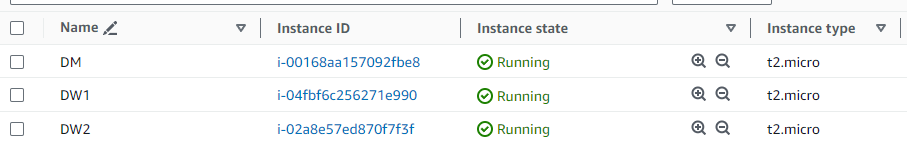 Name Instance ID Instance state Instance type
DM i-00168aa157092fbe8 Running t2.micro
DW1 i-04fbf6c256271e990 Running t2.micro
DW2 i-02a8e57ed870f7f3f Running t2.micro